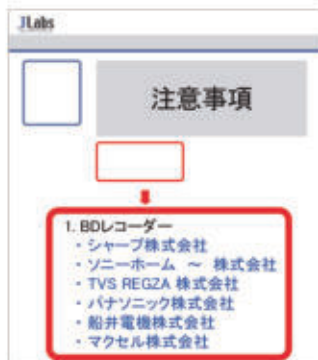 JLabs
注意事項
1. BDレコーダー
・シャープ株式会社
・ソニーホーム ～ 株式会社
・TVS REGZA 株式会社
・パナソニック株式会社
・船井電機株式会社
・マクセル株式会社